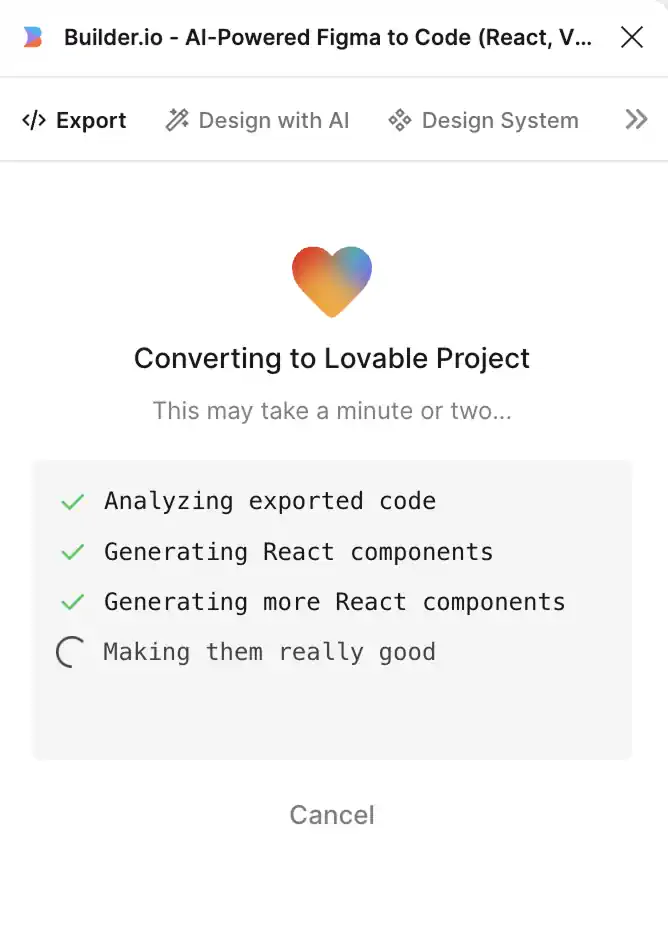 Builder.io - AI-Powered Figma to Code (React, V...
Export
Design with AI
Design System
Converting to Lovable Project
This may take a minute or two...
Analyzing exported code
Generating React components
Generating more React components
Making them really good
Cancel